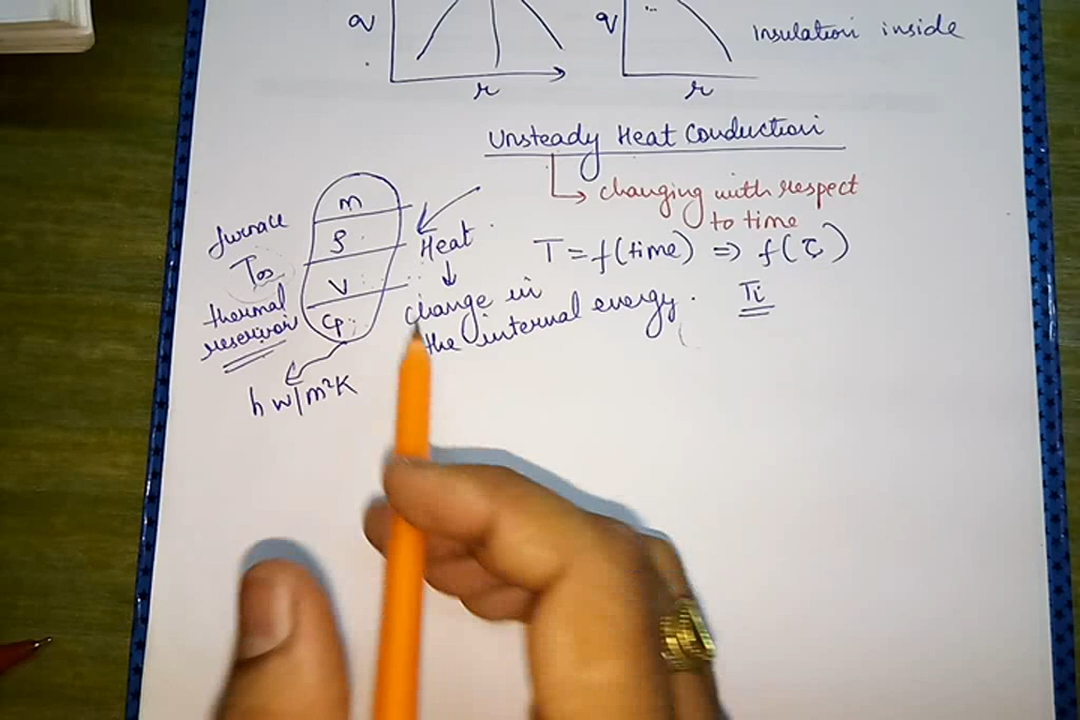 q
r
q
r
Insulation inside
Unsteady Heat Conduction
changing with respect
to time
T = f(time) ⇒ f(τ)
Ti
furnace
T∞
thermal
reservoir
m
ρ
V
Cp
h w/m²K
Heat
change in
the internal energy.